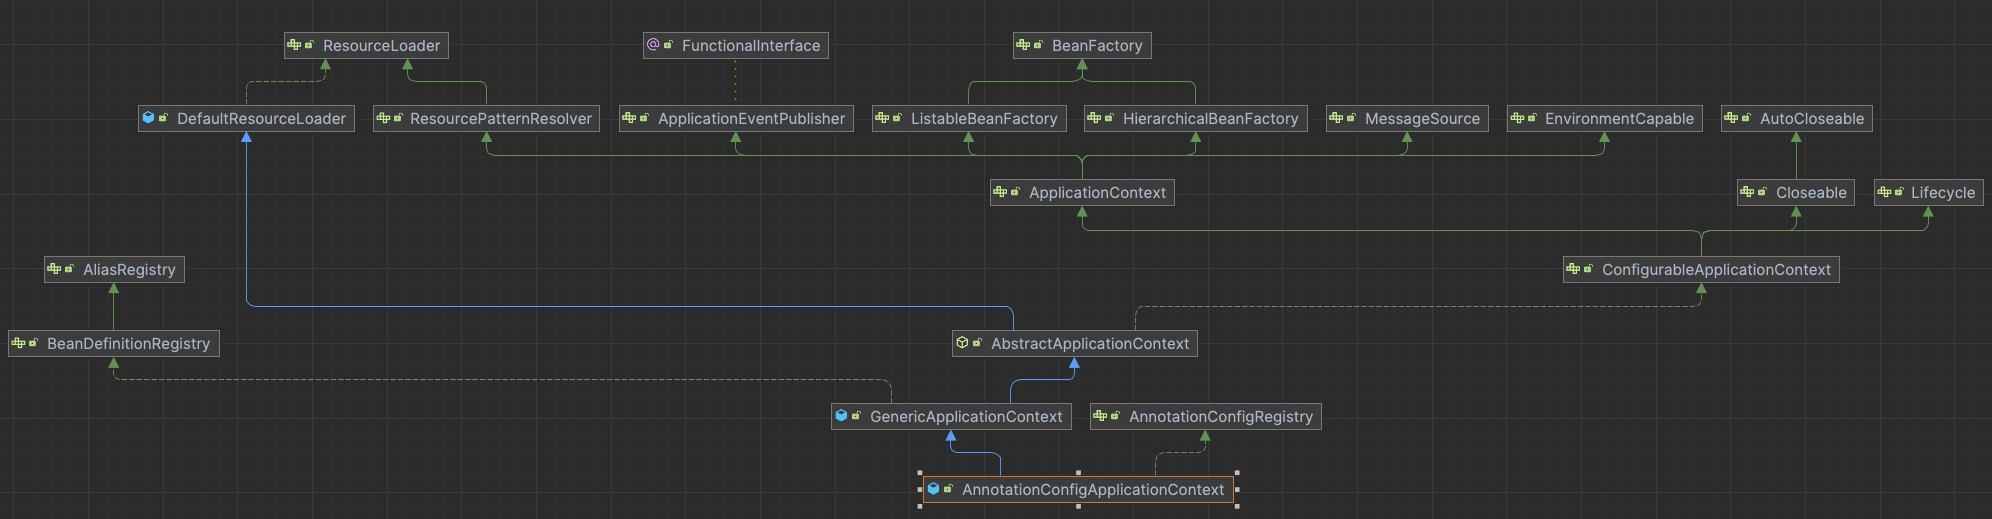 ResourceLoader
FunctionalInterface
BeanFactory
DefaultResourceLoader
ResourcePatternResolver
ApplicationEventPublisher
ListableBeanFactory
HierarchicalBeanFactory
MessageSource
EnvironmentCapable
AutoCloseable
ApplicationContext
Closeable
Lifecycle
AliasRegistry
ConfigurableApplicationContext
BeanDefinitionRegistry
AbstractApplicationContext
GenericApplicationContext
AnnotationConfigRegistry
AnnotationConfigApplicationContext